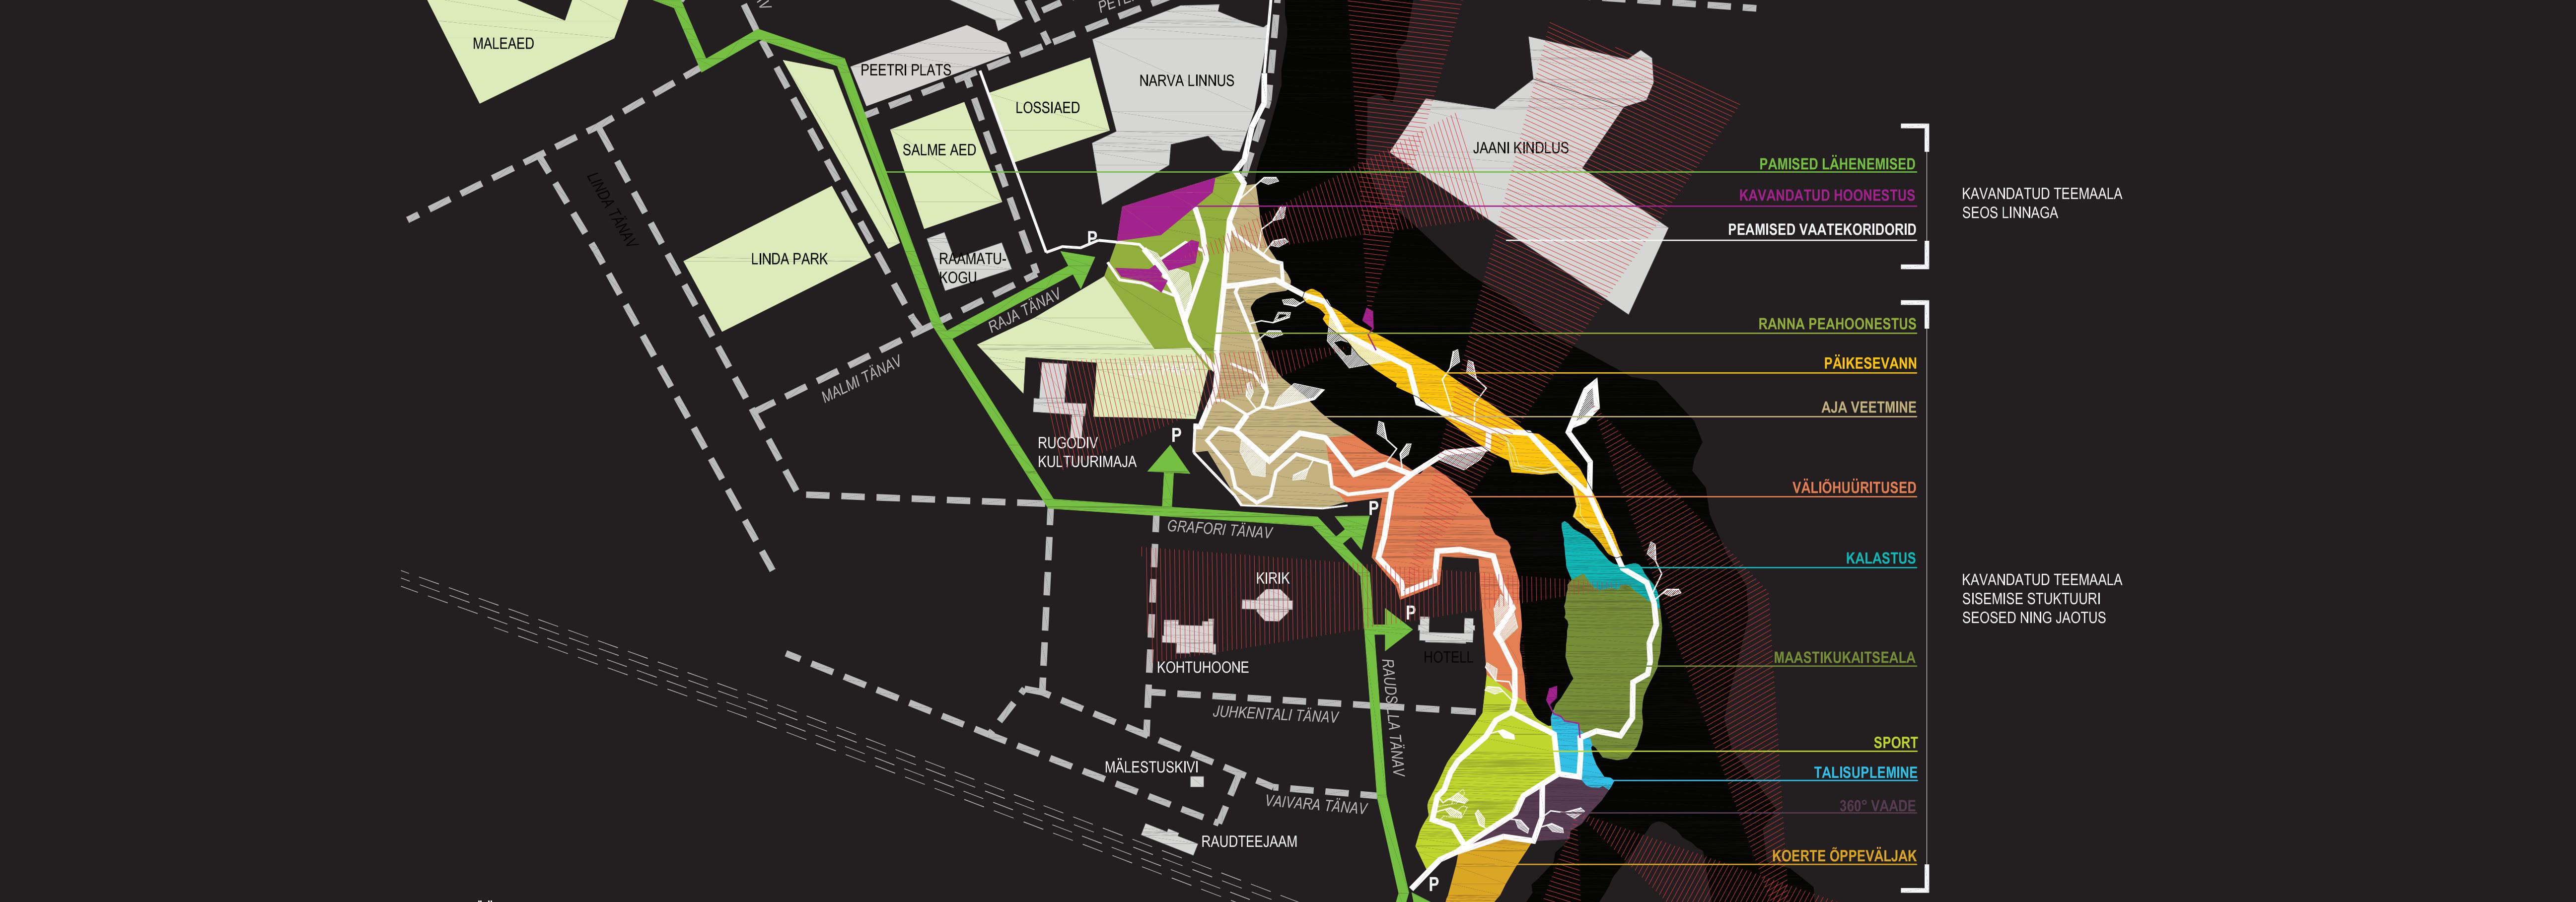 MALEAED
PEETRI PLATS
LOSSIAED
NARVA LINNUS
SALME AED
JAANI KINDLUS
LINDA TÄNAV
LINDA PARK
RAAMATU-
KOGU
P
RAJA TÄNAV
MALMI TÄNAV
RUGODIV
KULTUURIMAJA
P
P
GRAFORI TÄNAV
KIRIK
P
KOHTUHOONE
HOTELL
JUHKENTALI TÄNAV
RAUDSILLA TÄNAV
MÄLESTUSKIVI
VAIVARA TÄNAV
RAUDTEEJAAM
P
PAMISED LÄHENEMISED
KAVANDATUD HOONESTUS
PEAMISED VAATEKORIDORID
KAVANDATUD TEEMAALA
SEOS LINNAGA
RANNA PEAHOONESTUS
PÄIKESEVANN
AJA VEETMINE
VÄLIÕHUÜRITUSED
KALASTUS
MAASTIKUKAITSEALA
SPORT
TALISUPLEMINE
360° VAADE
KOERTE ÕPPEVÄLJAK
KAVANDATUD TEEMAALA
SISEMISE STUKTUURI
SEOSED NING JAOTUS